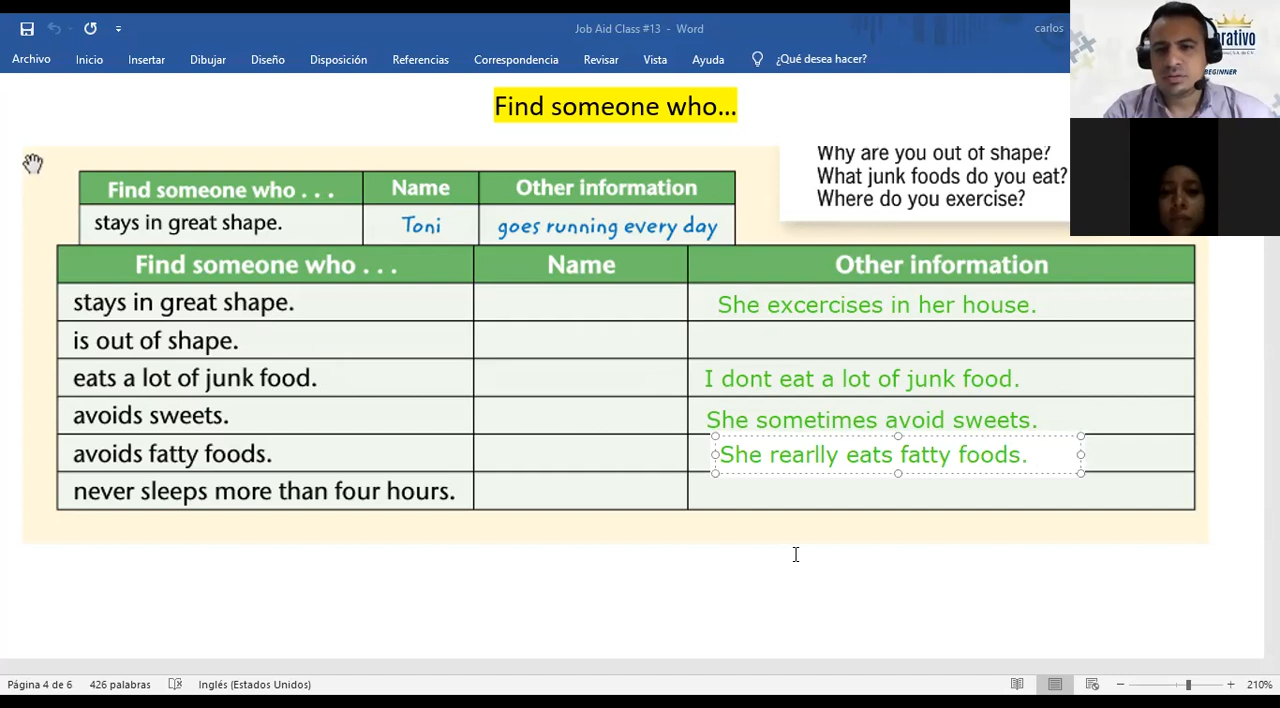 Job Aid Class #13 - Word
carlos
Archivo Inicio Insertar Dibujar Diseño Disposición Referencias Correspondencia Revisar Vista Ayuda ¿Qué desea hacer?
rativo
BEGINNER
Find someone who...
Why are you out of shape?
What junk foods do you eat?
Where do you exercise?
Find someone who . . . Name Other information
stays in great shape. Toni goes running every day
Find someone who . . . Name Other information
stays in great shape. She excercises in her house.
is out of shape.
eats a lot of junk food. I dont eat a lot of junk food.
avoids sweets. She sometimes avoid sweets.
avoids fatty foods. She rearlly eats fatty foods.
never sleeps more than four hours.
Página 4 de 6 426 palabras Inglés (Estados Unidos) 210%